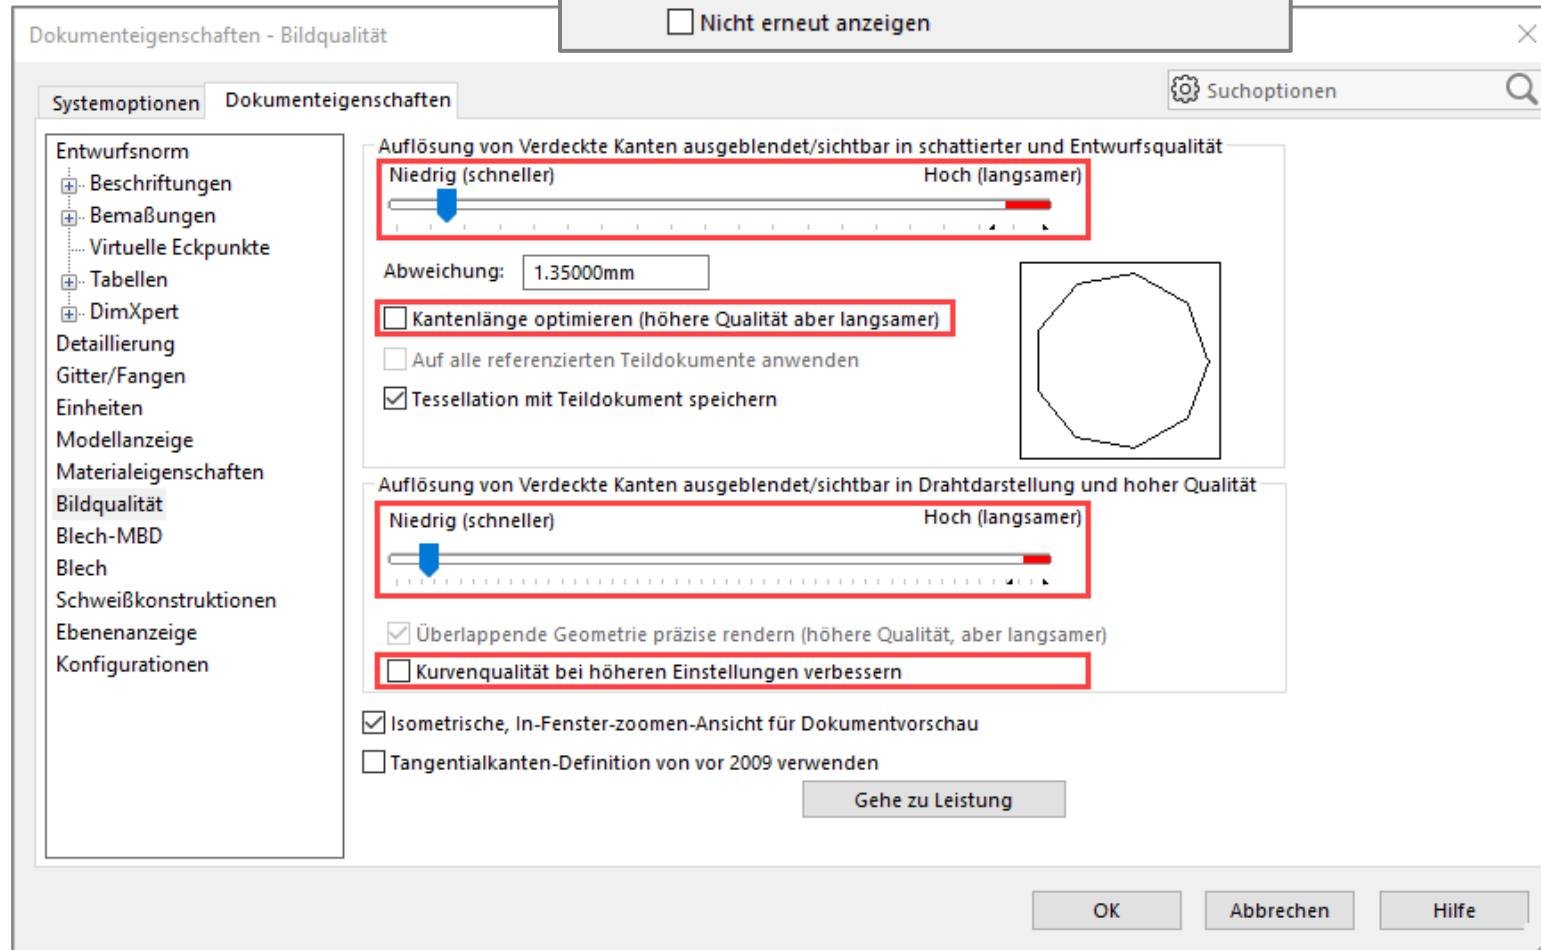 Nicht erneut anzeigen
Dokumenteigenschaften - Bildqualität
Systemoptionen
Dokumenteigenschaften
Suchoptionen
Entwurfsnorm
Beschriftungen
Bemaßungen
Virtuelle Eckpunkte
Tabellen
DimXpert
Detaillierung
Gitter/Fangen
Einheiten
Modellanzeige
Materialeigenschaften
Bildqualität
Blech-MBD
Blech
Schweißkonstruktionen
Ebenenanzeige
Konfigurationen
Auflösung von Verdeckte Kanten ausgeblendet/sichtbar in schattierter und Entwurfsqualität
Niedrig (schneller)
Hoch (langsamer)
Abweichung:
1.35000mm
Kantenlänge optimieren (höhere Qualität aber langsamer)
Auf alle referenzierten Teildokumente anwenden
Tessellation mit Teildokument speichern
Auflösung von Verdeckte Kanten ausgeblendet/sichtbar in Drahtdarstellung und hoher Qualität
Niedrig (schneller)
Hoch (langsamer)
Überlappende Geometrie präzise rendern (höhere Qualität, aber langsamer)
Kurvenqualität bei höheren Einstellungen verbessern
Isometrische, In-Fenster-zoomen-Ansicht für Dokumentvorschau
Tangentialkanten-Definition von vor 2009 verwenden
Gehe zu Leistung
OK
Abbrechen
Hilfe